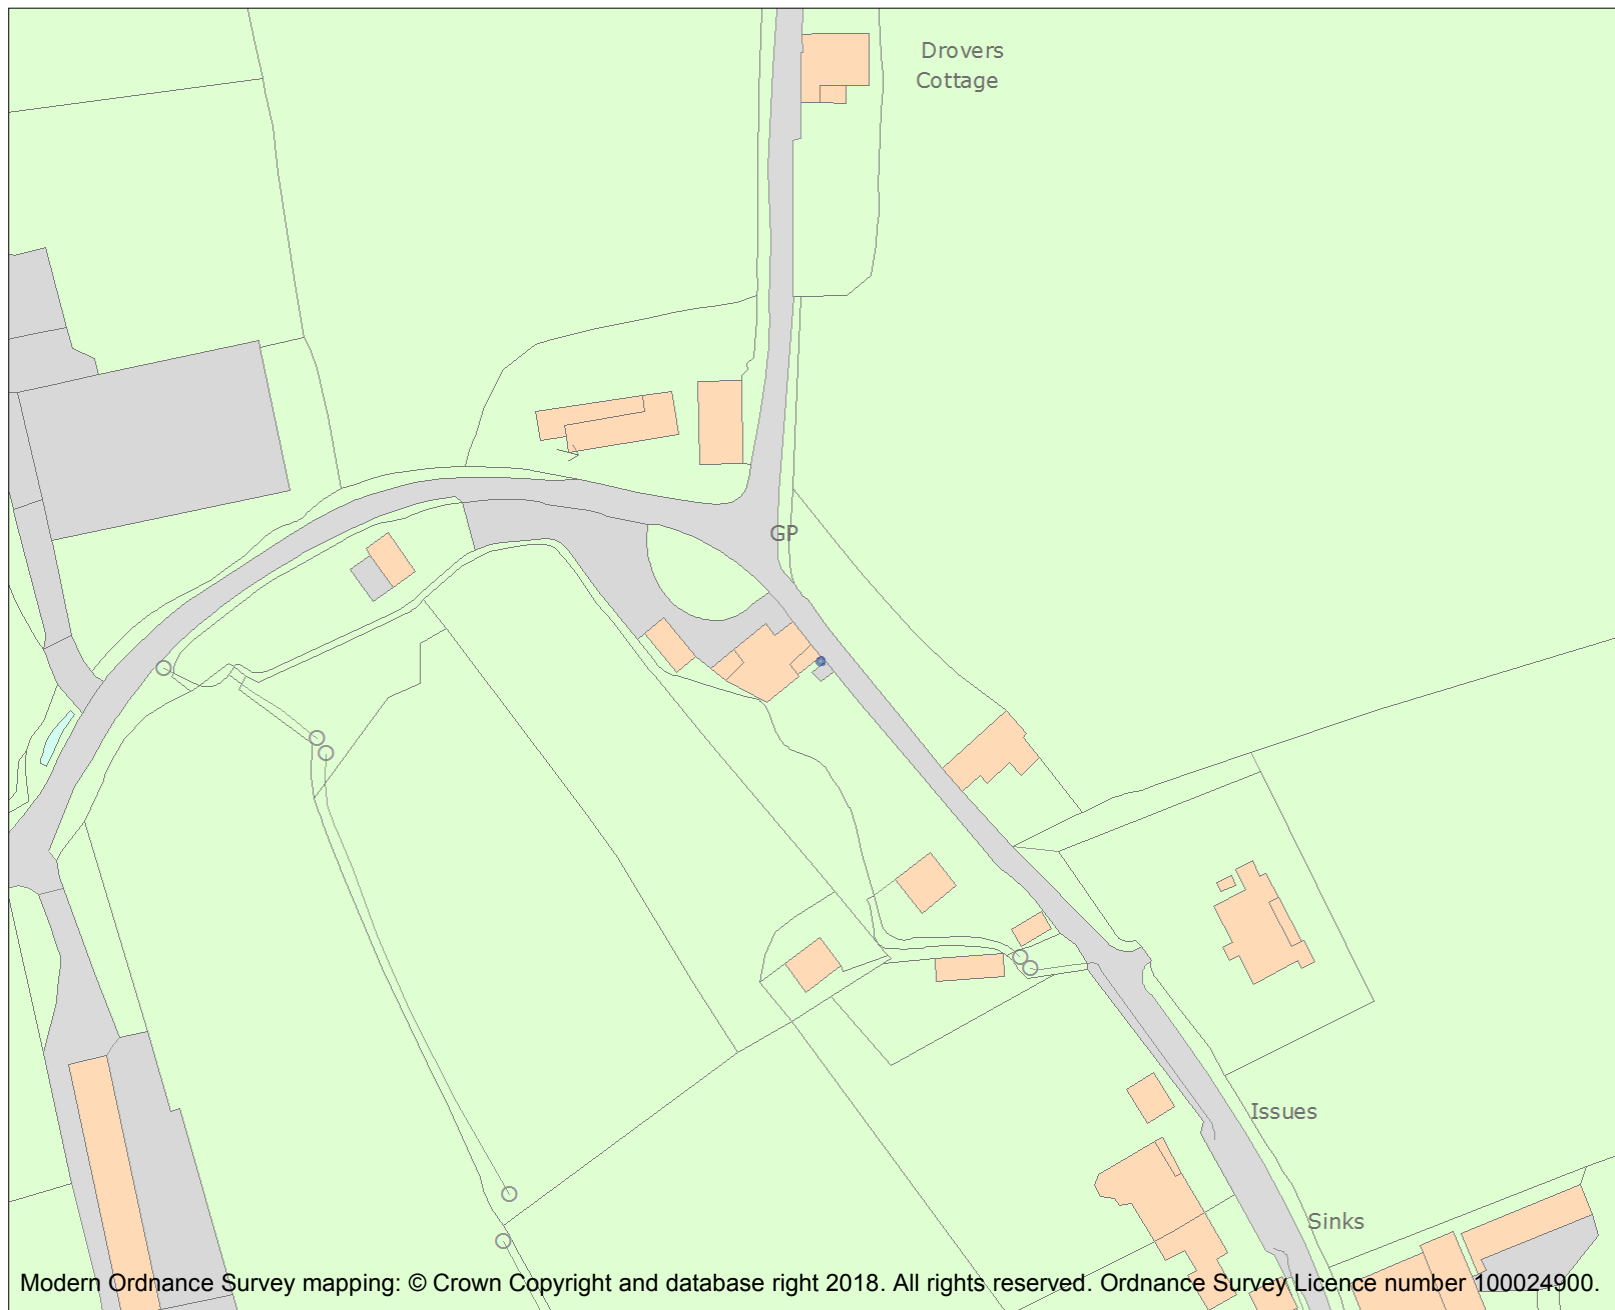 Drovers
Cottage
GP
Issues
Sinks
Modern Ordnance Survey mapping: © Crown Copyright and database right 2018. All rights reserved. Ordnance Survey Licence number 100024900.